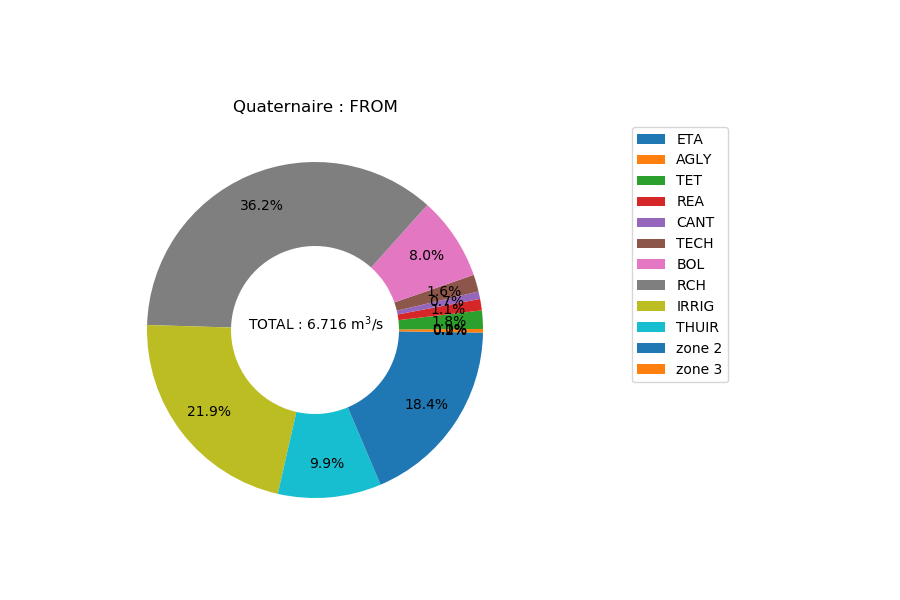 Quaternaire : FROM
36.2%
8.0%
1.6%
0.7%
1.1%
1.8%
TOTAL : 6.716 m³/s
18.4%
21.9%
9.9%
ETA
AGLY
TET
REA
CANT
TECH
BOL
RCH
IRRIG
THUIR
zone 2
zone 3